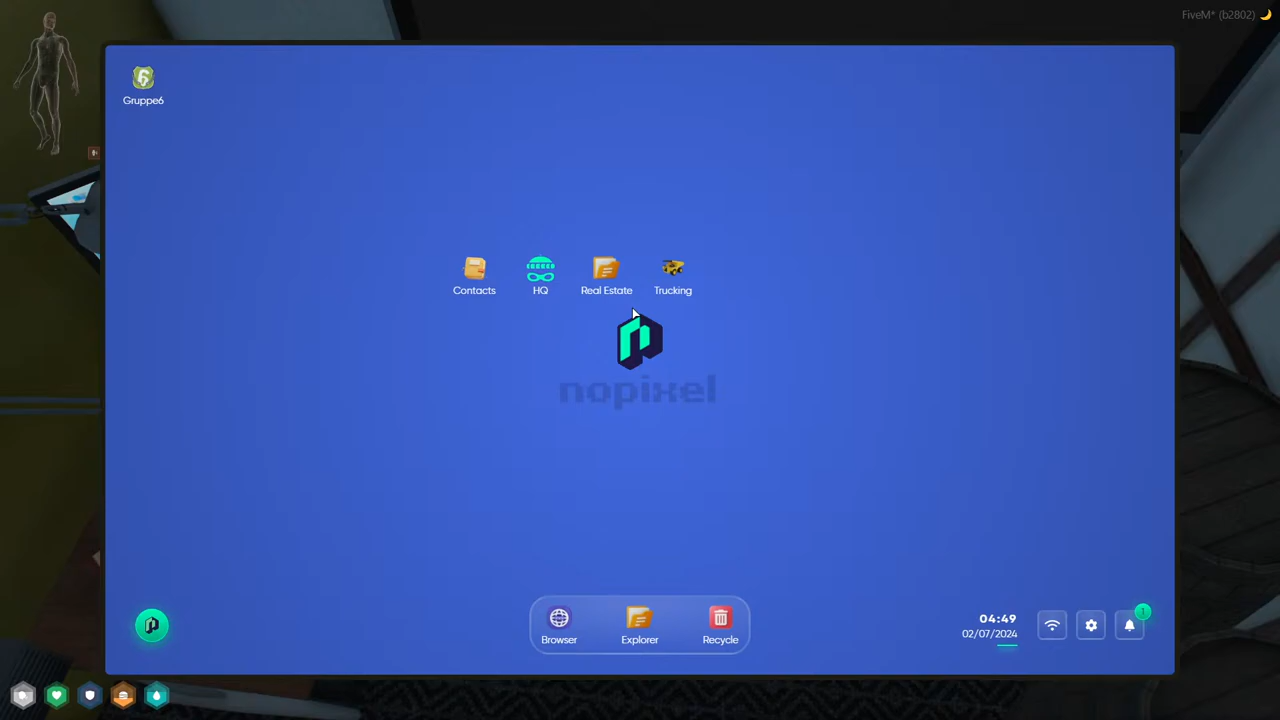 FiveM* (b2802)
Gruppe6
Contacts
HQ
Real Estate
Trucking
nopixel
Browser
Explorer
Recycle
04:49
02/07/2024
1